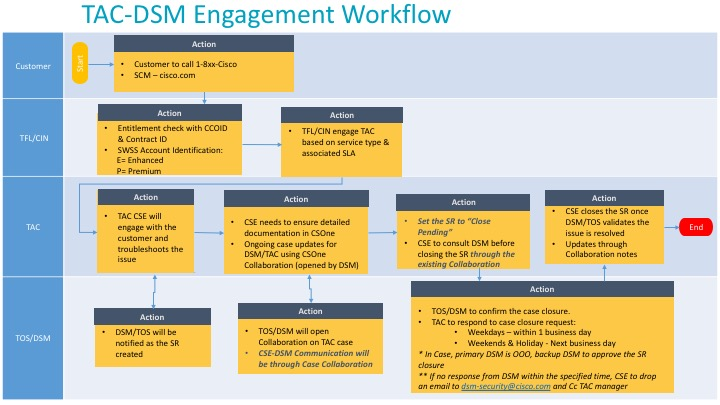 TAC-DSM Engagement Workflow
Customer
Start
Action
• Customer to call 1-8xx-Cisco
• SCM – cisco.com
TFL/CIN
Action
• Entitlement check with CCOID
& Contract ID
• SWSS Account Identification:
E= Enhanced
P= Premium
Action
• TFL/CIN engage TAC
based on service type &
associated SLA
TAC
Action
• TAC CSE will
engage with the
customer and
troubleshoots the
issue
Action
• CSE needs to ensure detailed
documentation in CSOne
• Ongoing case updates for
DSM/TAC using CSOne
Collaboration (opened by DSM)
Action
• Set the SR to “Close
Pending”
• CSE to consult DSM before
closing the SR through the
existing Collaboration
Action
• CSE closes the SR once
DSM/TOS validates the
issue is resolved
• Updates through
Collaboration notes
End
TOS/DSM
Action
• DSM/TOS will be
notified as the SR
created
Action
• TOS/DSM will open
Collaboration on TAC case
• CSE-DSM Communication will
be through Case Collaboration
Action
• TOS/DSM to confirm the case closure.
• TAC to respond to case closure request:
• Weekdays – within 1 business day
• Weekends & Holiday - Next business day
* In Case, primary DSM is OOO, backup DSM to approve the SR
closure
** If no response from DSM within the specified time, CSE to drop
an email to dsm-security@cisco.com and Cc TAC manager